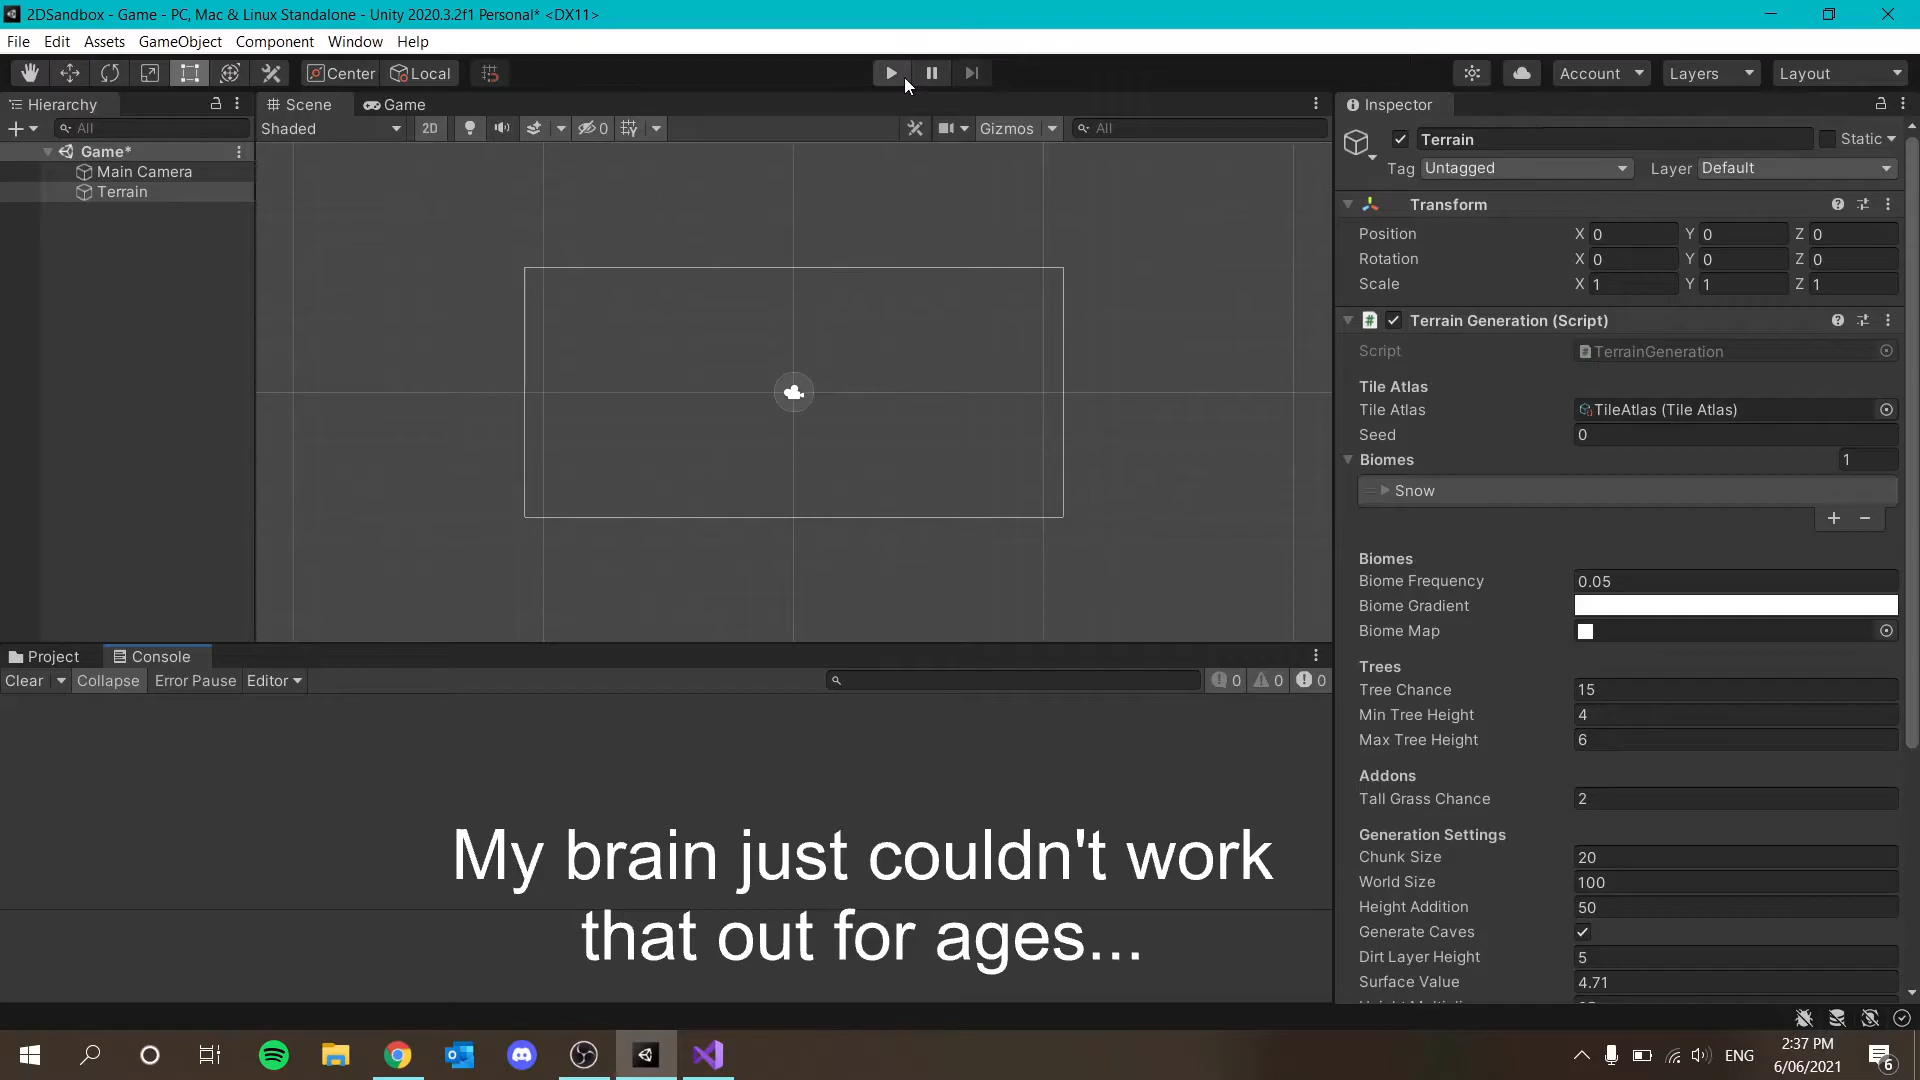 2DSandbox - Game - PC, Mac & Linux Standalone - Unity 2020.3.2f1 Personal* <DX11>
File Edit Assets GameObject Component Window Help
Center Local Account Layers Layout
Hierarchy Scene Game Inspector
All Shaded 2D 0 Gizmos All
Game*
Main Camera
Terrain
Terrain Static
Tag Untagged Layer Default
Transform
Position X 0 Y 0 Z 0
Rotation X 0 Y 0 Z 0
Scale X 1 Y 1 Z 1
Terrain Generation (Script)
Script TerrainGeneration
Tile Atlas
Tile Atlas TileAtlas (Tile Atlas)
Seed 0
Biomes 1
Snow
Biomes
Biome Frequency 0.05
Biome Gradient
Biome Map
Trees
Tree Chance 15
Min Tree Height 4
Max Tree Height 6
Addons
Tall Grass Chance 2
Generation Settings
Chunk Size 20
World Size 100
Height Addition 50
Generate Caves
Dirt Layer Height 5
Surface Value 4.71
Project Console
Clear Collapse Error Pause Editor 0 0 0
My brain just couldn't work
that out for ages...
ENG
2:37 PM
6/06/2021
6